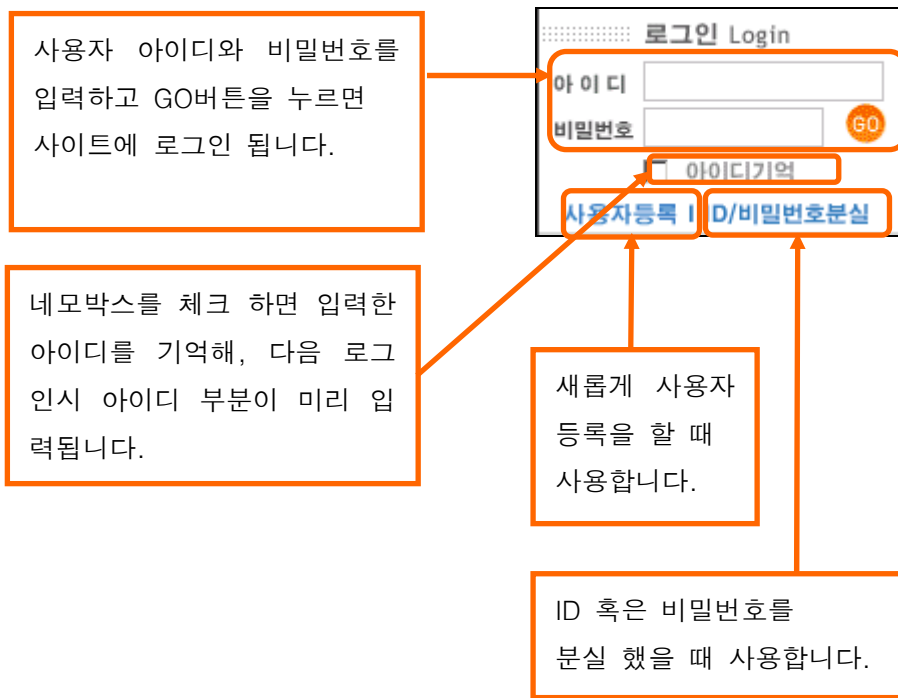 사용자 아이디와 비밀번호를
입력하고 GO버튼을 누르면
사이트에 로그인 됩니다.
로그인 Login
아 이 디
비밀번호
GO
아이디기억
사용자등록 I ID/비밀번호분실
네모박스를 체크 하면 입력한
아이디를 기억해, 다음 로그
인시 아이디 부분이 미리 입
력됩니다.
새롭게 사용자
등록을 할 때
사용합니다.
ID 혹은 비밀번호를
분실 했을 때 사용합니다.